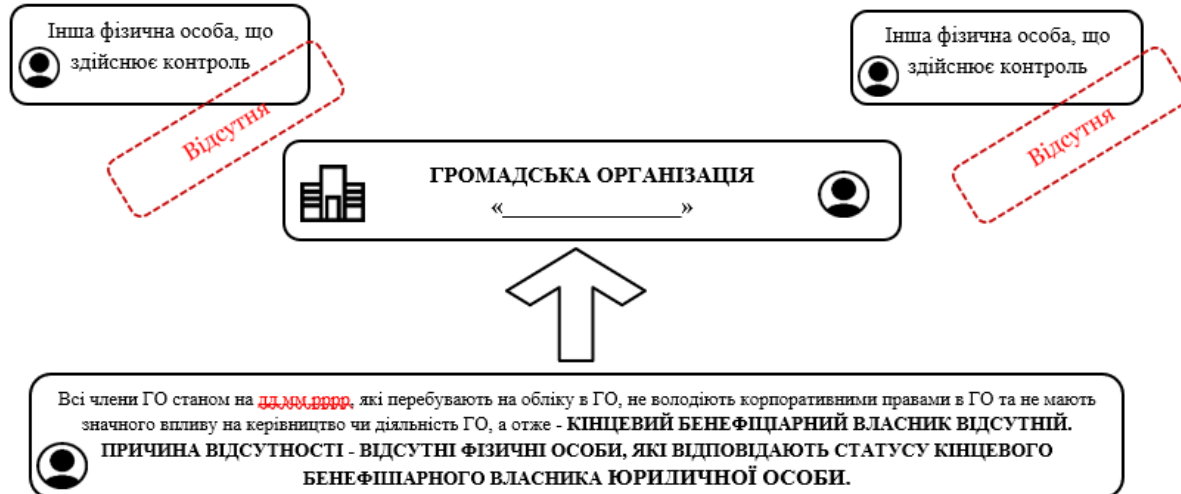 Інша фізична особа, що
здійснює контроль
Відсутня
Інша фізична особа, що
здійснює контроль
Відсутня
ГРОМАДСЬКА ОРГАНІЗАЦІЯ
«_________________»
Всі члени ГО станом на дд.мм.рррр, які перебувають на обліку в ГО, не володіють корпоративними правами в ГО та не мають
значного впливу на керівництво чи діяльність ГО, а отже - КІНЦЕВИЙ БЕНЕФІЦІАРНИЙ ВЛАСНИК ВІДСУТНІЙ.
ПРИЧИНА ВІДСУТНОСТІ - ВІДСУТНІ ФІЗИЧНІ ОСОБИ, ЯКІ ВІДПОВІДАЮТЬ СТАТУСУ КІНЦЕВОГО
БЕНЕФІЦІАРНОГО ВЛАСНИКА ЮРИДИЧНОЇ ОСОБИ.